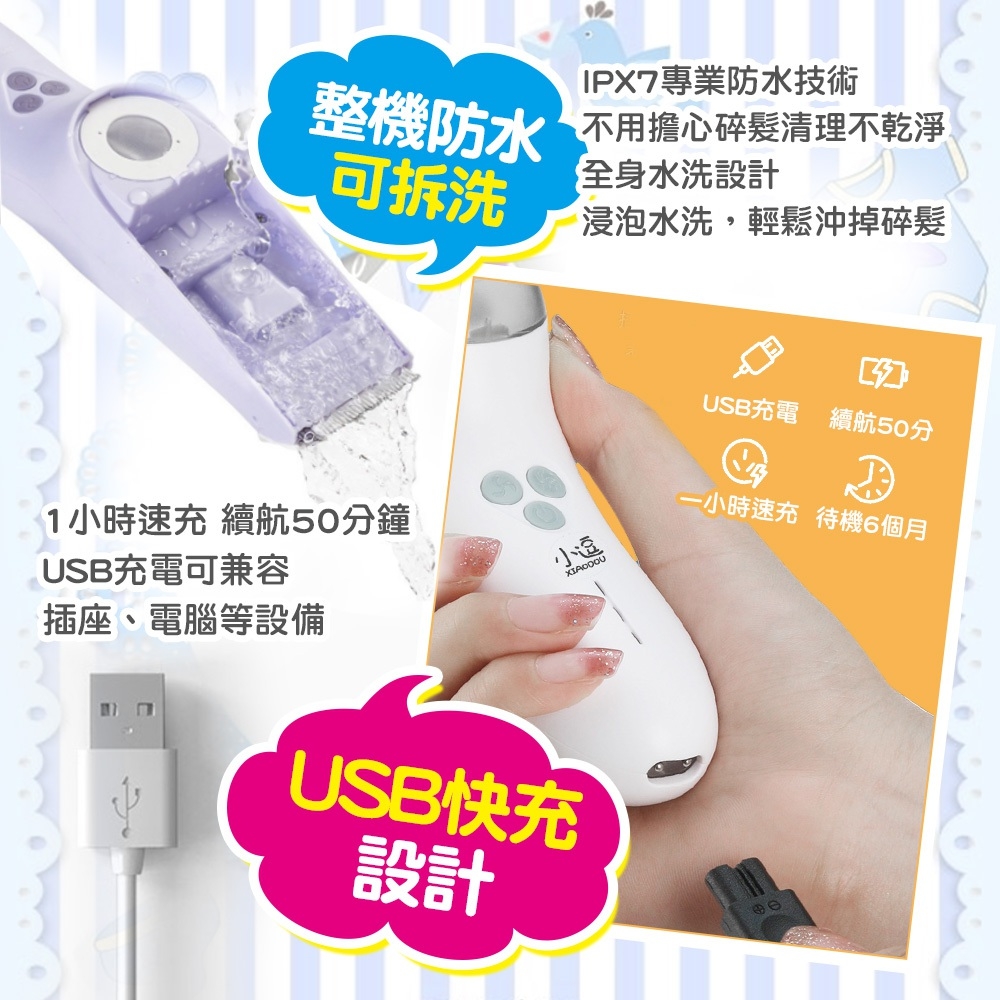 整機防水
可拆洗
IPX7專業防水技術
不用擔心碎髮清理不乾淨
全身水洗設計
浸泡水洗，輕鬆沖掉碎髮
USB充電
續航50分
一小時速充
待機6個月
小逗
XIAODOU
1小時速充 續航50分鐘
USB充電可兼容
插座、電腦等設備
USB快充
設計